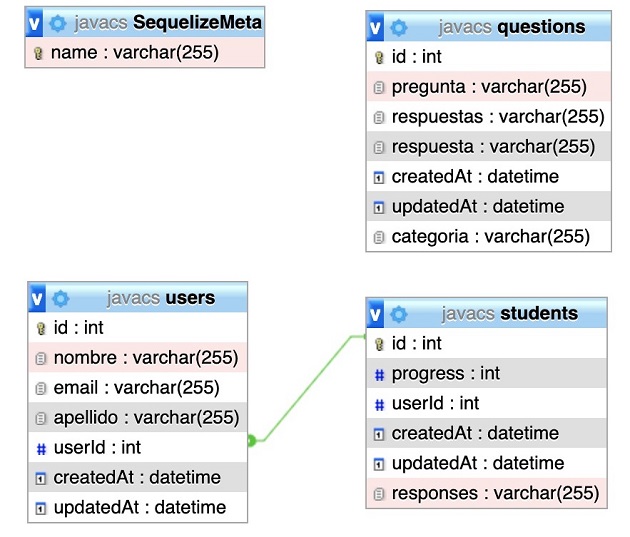 javacs SequelizeMeta
name : varchar(255)
javacs questions
id : int
pregunta : varchar(255)
respuestas : varchar(255)
respuesta : varchar(255)
createdAt : datetime
updatedAt : datetime
categoria : varchar(255)
javacs users
id : int
nombre : varchar(255)
email : varchar(255)
apellido : varchar(255)
# userId : int
createdAt : datetime
updatedAt : datetime
javacs students
id : int
# progress : int
# userId : int
createdAt : datetime
updatedAt : datetime
responses : varchar(255)